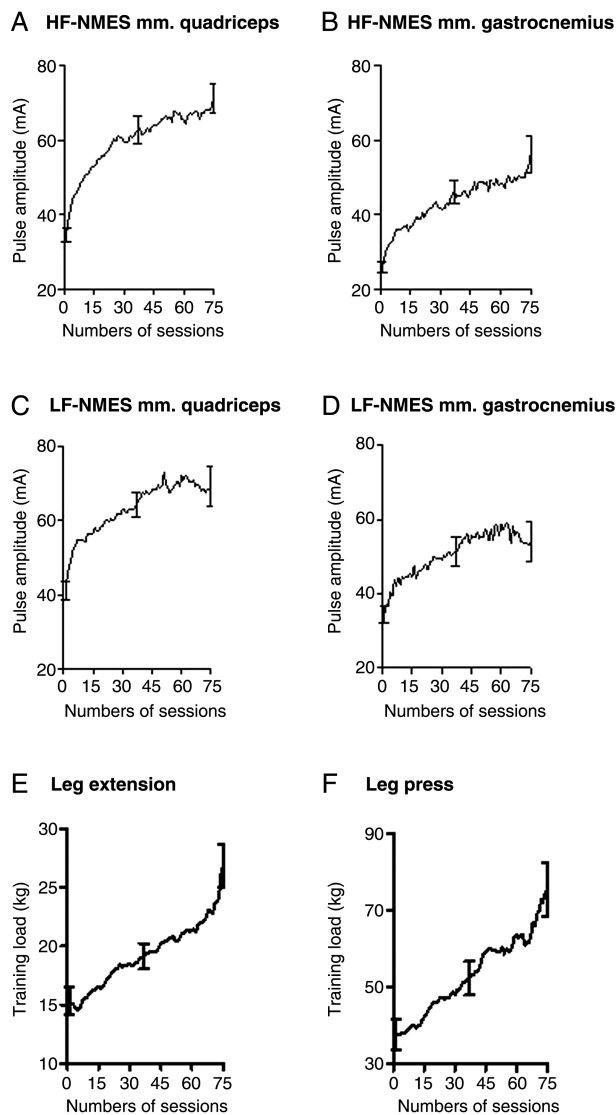 A HF-NMES mm. quadriceps
80
60
40
20
Pulse amplitude (mA)
0 15 30 45 60 75
Numbers of sessions
B HF-NMES mm. gastrocnemius
80
60
40
20
Pulse amplitude (mA)
0 15 30 45 60 75
Numbers of sessions
C LF-NMES mm. quadriceps
80
60
40
20
Pulse amplitude (mA)
0 15 30 45 60 75
Numbers of sessions
D LF-NMES mm. gastrocnemius
80
60
40
20
Pulse amplitude (mA)
0 15 30 45 60 75
Numbers of sessions
E Leg extension
30
25
20
15
10
Training load (kg)
0 15 30 45 60 75
Numbers of sessions
F Leg press
90
70
50
30
Training load (kg)
0 15 30 45 60 75
Numbers of sessions